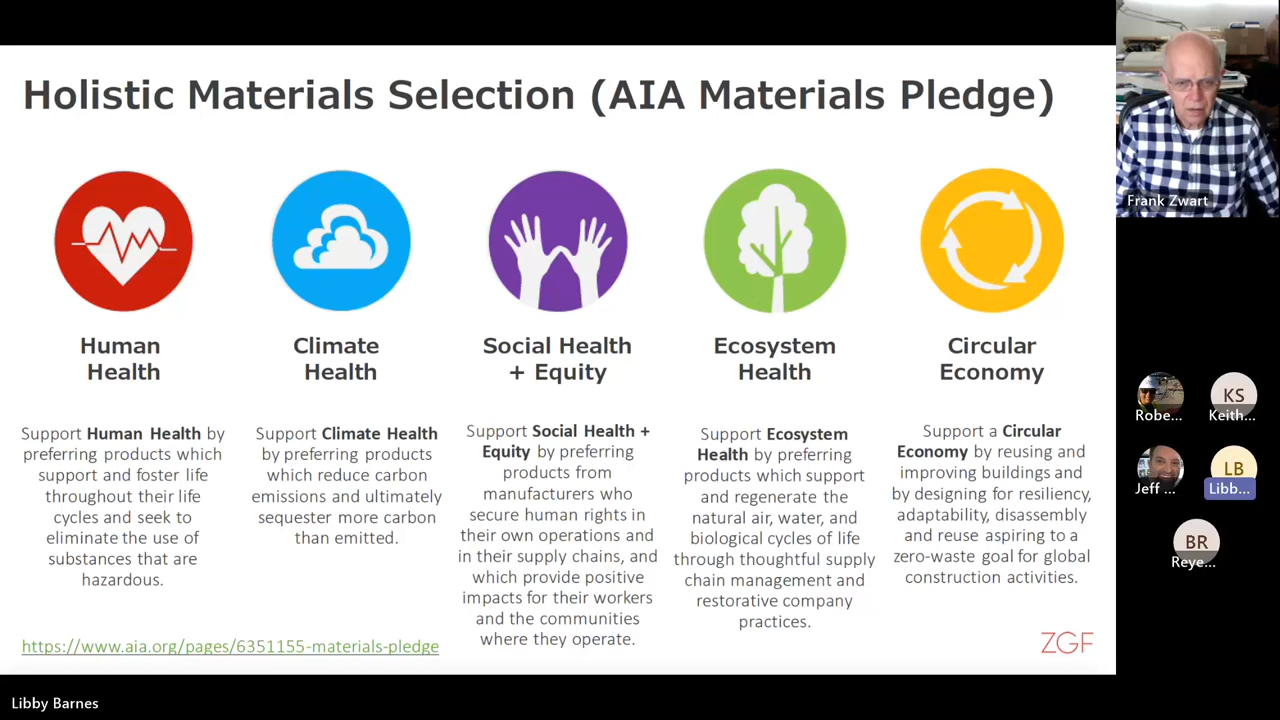 Holistic Materials Selection (AIA Materials Pledge)
Human
Health
Support Human Health by
preferring products which
support and foster life
throughout their life
cycles and seek to
eliminate the use of
substances that are
hazardous.
Climate
Health
Support Climate Health
by preferring products
which reduce carbon
emissions and ultimately
sequester more carbon
than emitted.
Social Health
+ Equity
Support Social Health +
Equity by preferring
products from
manufacturers who
secure human rights in
their own operations and
in their supply chains, and
which provide positive
impacts for their workers
and the communities
where they operate.
Ecosystem
Health
Support Ecosystem
Health by preferring
products which support
and regenerate the
natural air, water, and
biological cycles of life
through thoughtful supply
chain management and
restorative company
practices.
Circular
Economy
Support a Circular
Economy by reusing and
improving buildings and
by designing for resiliency,
adaptability, disassembly
and reuse aspiring to a
zero-waste goal for global
construction activities.
https://www.aia.org/pages/6351155-materials-pledge
ZGF
Frank Zwart
Robe...
KS
Keith...
Jeff ...
LB
Libb...
BR
Reye...
Libby Barnes